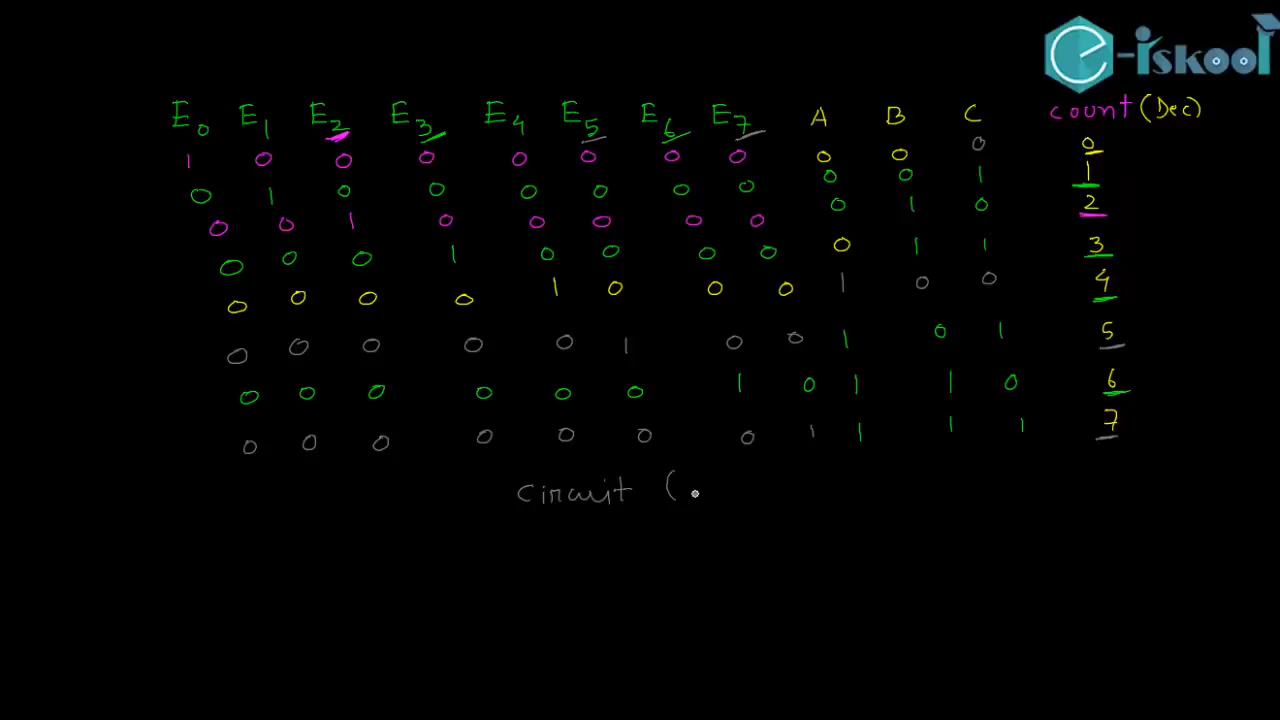 e-iskool
E0 E1 E2 E3 E4 E5 E6 E7 A B C count (Dec)
1 0 0 0 0 0 0 0 0 0 0 0
0 1 0 0 0 0 0 0 0 0 1 1
0 0 1 0 0 0 0 0 0 1 0 2
0 0 0 1 0 0 0 0 0 1 1 3
0 0 0 0 1 0 0 0 1 0 0 4
0 0 0 0 0 1 0 0 1 0 1 5
0 0 0 0 0 0 1 0 1 1 0 6
0 0 0 0 0 0 0 1 1 1 1 7
circuit (